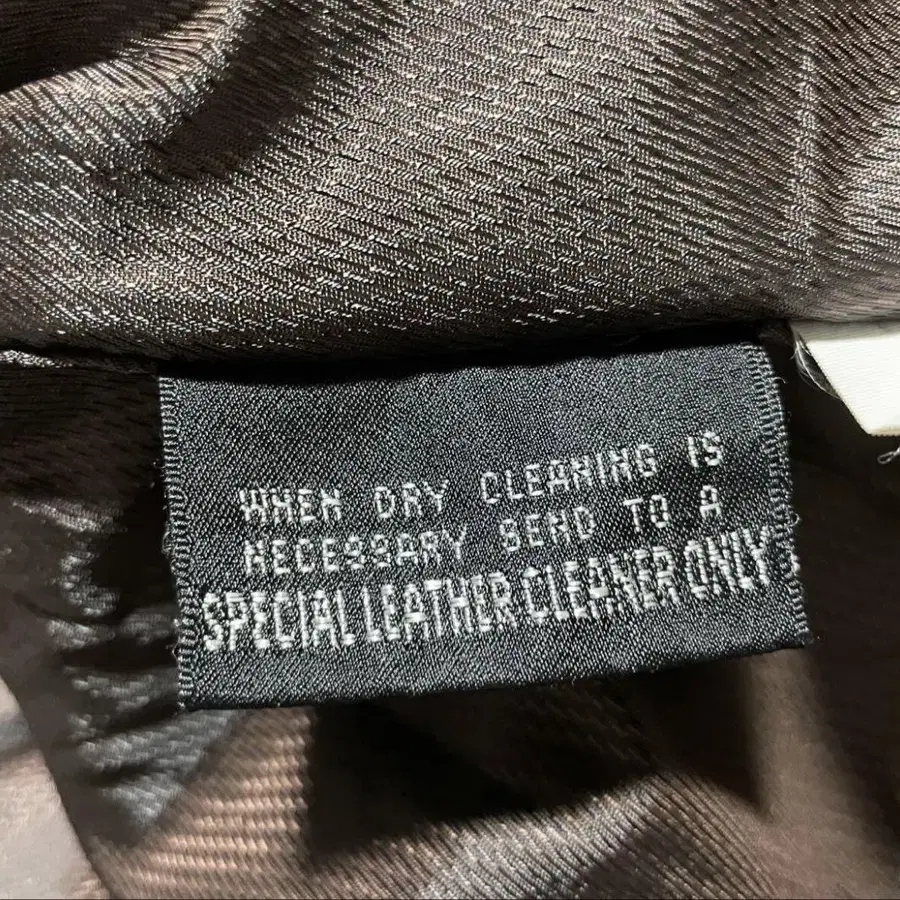 WHEN DRY CLEANING IS
NECESSARY SEND TO A
SPECIAL LEATHER CLEANER ONLY